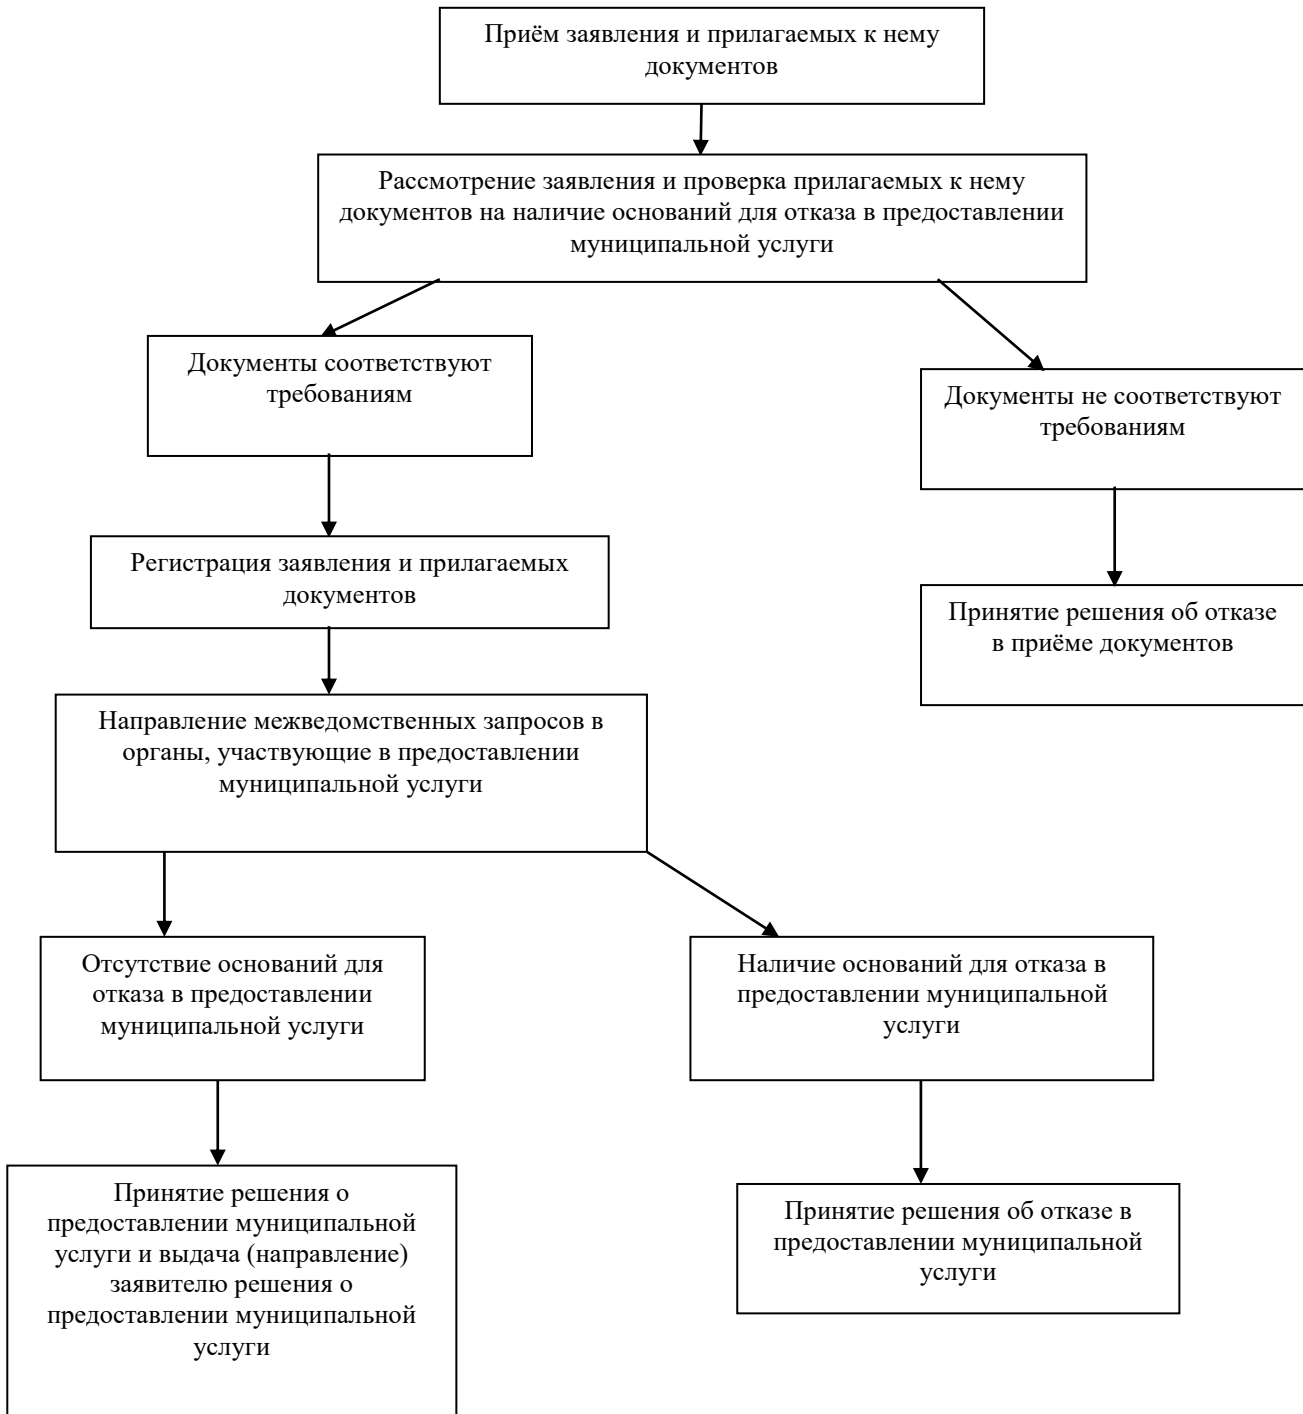 Приём заявления и прилагаемых к нему
документов
Рассмотрение заявления и проверка прилагаемых к нему
документов на наличие оснований для отказа в предоставлении
муниципальной услуги
Документы соответствуют
требованиям
Документы не соответствуют
требованиям
Регистрация заявления и прилагаемых
документов
Принятие решения об отказе
в приёме документов
Направление межведомственных запросов в
органы, участвующие в предоставлении
муниципальной услуги
Отсутствие оснований для
отказа в предоставлении
муниципальной услуги
Наличие оснований для отказа в
предоставлении муниципальной
услуги
Принятие решения о
предоставлении муниципальной
услуги и выдача (направление)
заявителю решения о
предоставлении муниципальной
услуги
Принятие решения об отказе в
предоставлении муниципальной
услуги